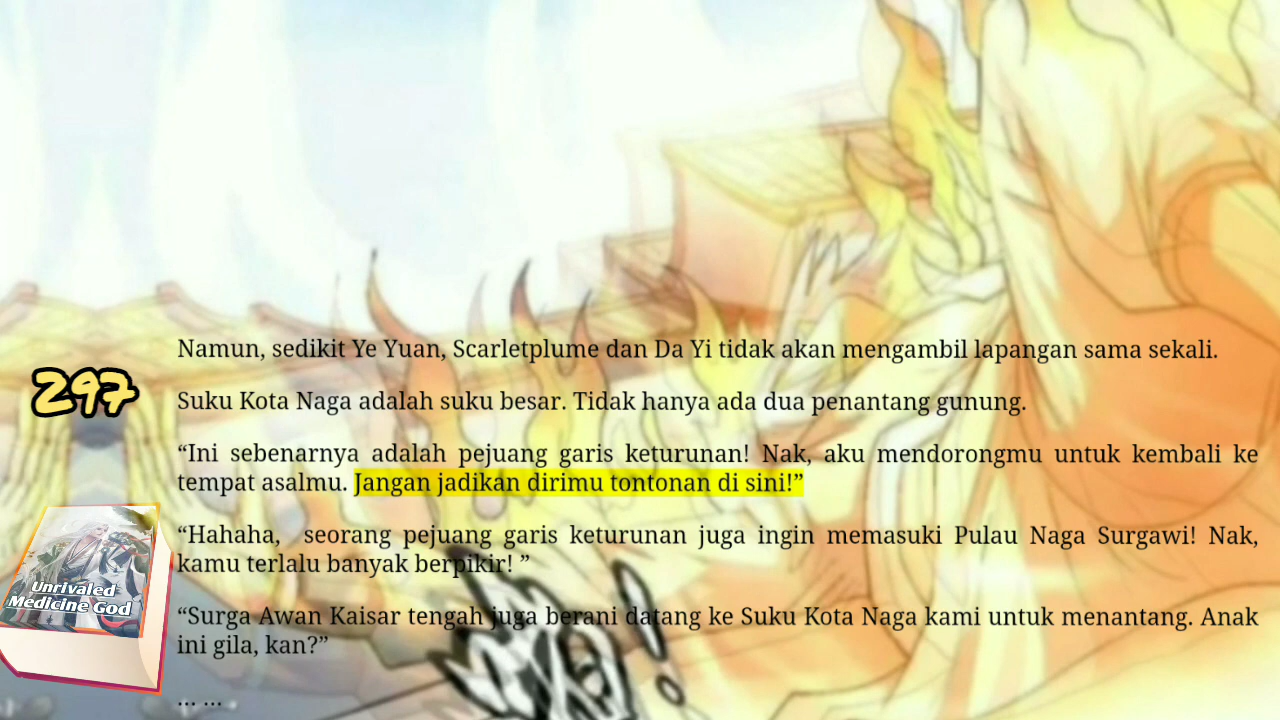 Namun, sedikit Ye Yuan, Scarletplume dan Da Yi tidak akan mengambil lapangan sama sekali.
297
Suku Kota Naga adalah suku besar. Tidak hanya ada dua penantang gunung.
“Ini sebenarnya adalah pejuang garis keturunan! Nak, aku mendorongmu untuk kembali ke
tempat asalmu. Jangan jadikan dirimu tontonan di sini!”
“Hahaha, seorang pejuang garis keturunan juga ingin memasuki Pulau Naga Surgawi! Nak,
kamu terlalu banyak berpikir! ”
Unrivaled
Medicine God
“Surga Awan Kaisar tengah juga berani datang ke Suku Kota Naga kami untuk menantang. Anak
ini gila, kan?”
... ...